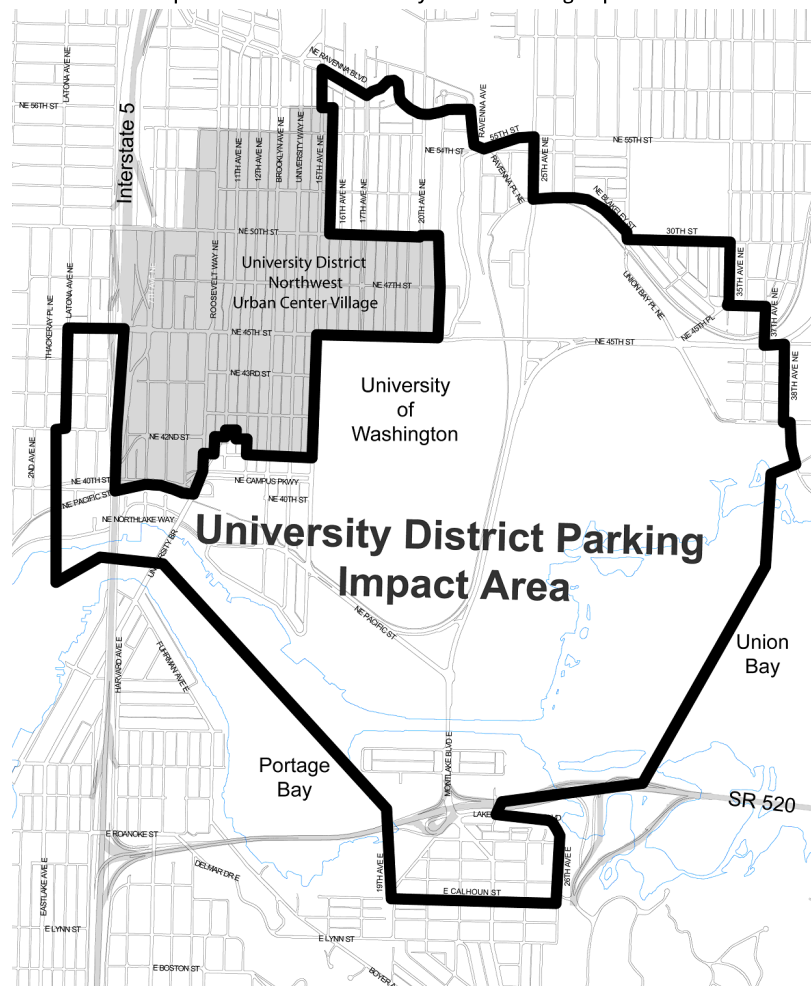 NE RAVENNA BLVD
LATONA AVE NE
NE 56TH ST
Interstate 5
RAVENNA AVE
55TH ST
NE 55TH ST
NE 54TH ST
11TH AVE NE
12TH AVE NE
BROOKLYN AVE NE
UNIVERSITY WAY NE
15TH AVE NE
16TH AVE NE
17TH AVE NE
20TH AVE NE
RAVENNA PL NE
25TH AVE NE
NE BLAKELEY ST
NE 50TH ST
30TH ST
ROOSEVELT WAY NE
University District
Northwest
Urban Center Village
NE 47TH ST
35TH AVE NE
UNION BAY PL NE
THACKERAY PL NE
LATONA AVE NE
NE 45TH ST
NE 45TH ST
NE 45TH PL
37TH AVE NE
38TH AVE NE
NE 43RD ST
University
of
Washington
NE 42ND ST
2ND AVE NE
NE 40TH ST
NE CAMPUS PKWY
NE PACIFIC ST
NE 40TH ST
NE NORTHLAKE WAY
University District Parking
Impact Area
UNIVERSITY BR
NE PACIFIC ST
HARVARD AVE E
FUHRMAN AVE E
Union
Bay
Portage
Bay
MONTLAKE BLVD E
SR 520
LAKE
E ROANOKE ST
DELMAR DR E
19TH AVE E
26TH AVE E
E CALHOUN ST
EASTLAKE AVE E
E LYNN ST
E LYNN ST
E BOSTON ST
BOYER A